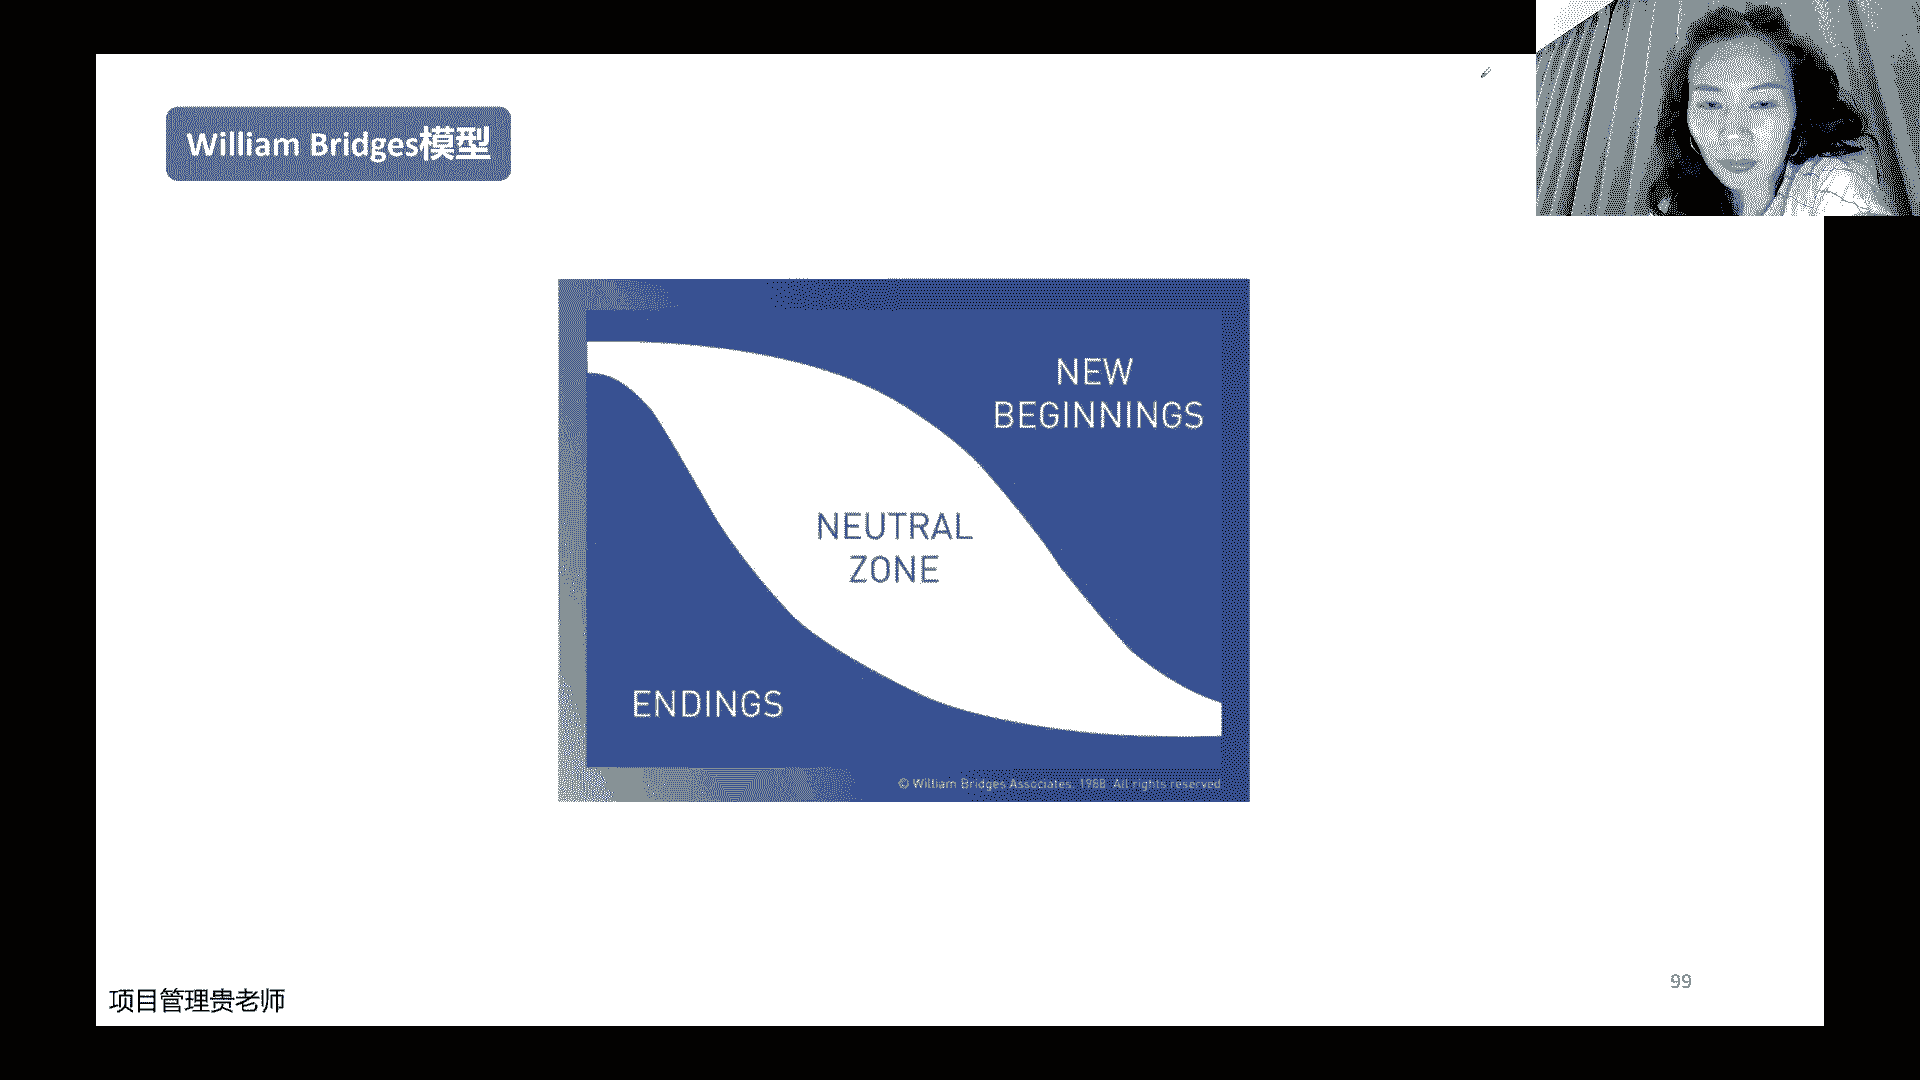 William Bridges模型
NEW
BEGINNINGS
NEUTRAL
ZONE
ENDINGS
© William Bridges Associates. 1988. All rights reserved
99
项目管理贵老师